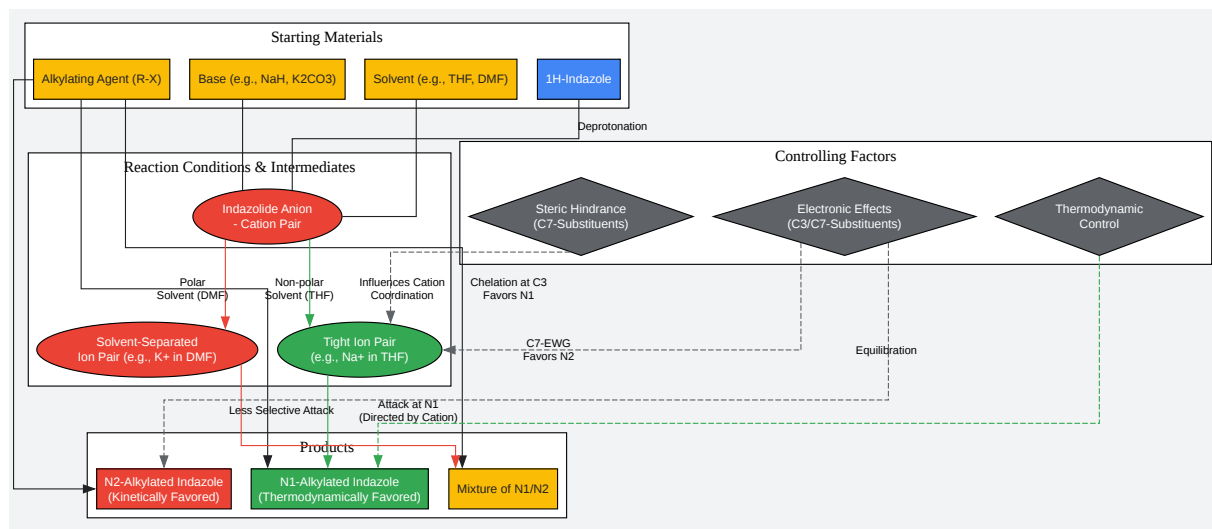 Starting Materials
Alkylating Agent (R-X)
Base (e.g., NaH, K2CO3)
Solvent (e.g., THF, DMF)
1H-Indazole
Deprotonation
Reaction Conditions & Intermediates
Controlling Factors
Indazolide Anion
- Cation Pair
Steric Hindrance
(C7-Substituents)
Electronic Effects
(C3/C7-Substituents)
Thermodynamic
Control
Polar
Solvent (DMF)
Non-polar
Solvent (THF)
Influences Cation
Coordination
Chelation at C3
Favors N1
Solvent-Separated
Ion Pair (e.g., K+ in DMF)
Tight Ion Pair
(e.g., Na+ in THF)
C7-EWG
Favors N2
Equilibration
Less Selective Attack
Attack at N1
(Directed by Cation)
Products
N2-Alkylated Indazole
(Kinetically Favored)
N1-Alkylated Indazole
(Thermodynamically Favored)
Mixture of N1/N2